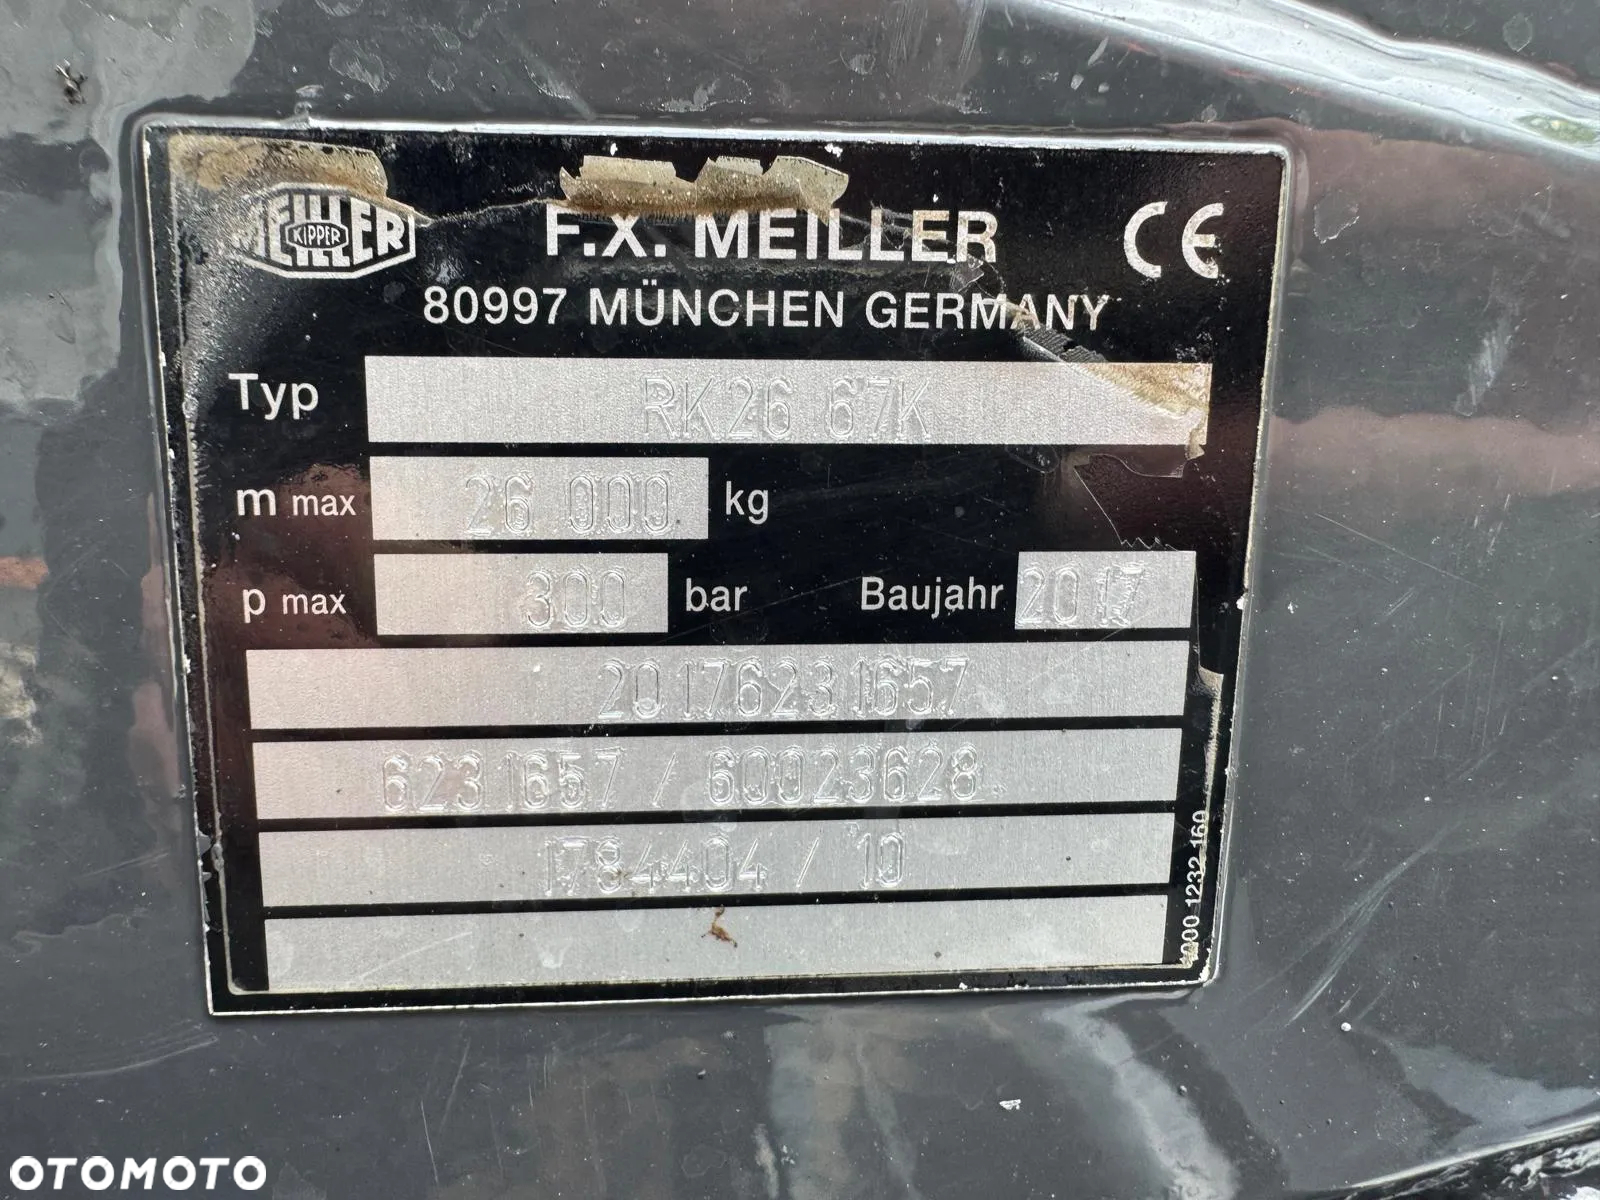 MEILLER
KIPPER
F.X. MEILLER
CE
80997 MÜNCHEN GERMANY
Typ RK26 67K
m max 26 000 kg
p max 300 bar Baujahr 2017
20176231657
6231657 / 60023628
1784404 / 10
1232 160
OTOMOTO